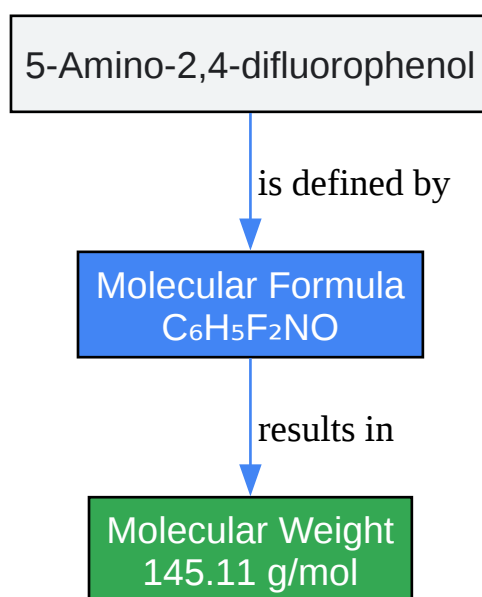 5-Amino-2,4-difluorophenol
is defined by
Molecular Formula
C₆H₅F₂NO
results in
Molecular Weight
145.11 g/mol